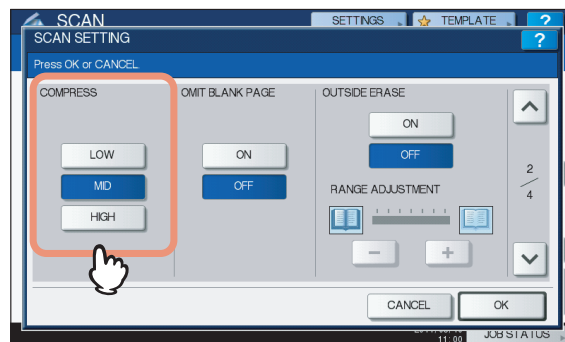 SCAN
SETTINGS
TEMPLATE
?
SCAN SETTING
?
Press OK or CANCEL
COMPRESS
OMIT BLANK PAGE
OUTSIDE ERASE
LOW
MID
HIGH
ON
OFF
ON
OFF
RANGE ADJUSTMENT
-
+
2
4
CANCEL
OK
11:00
JOB STATUS